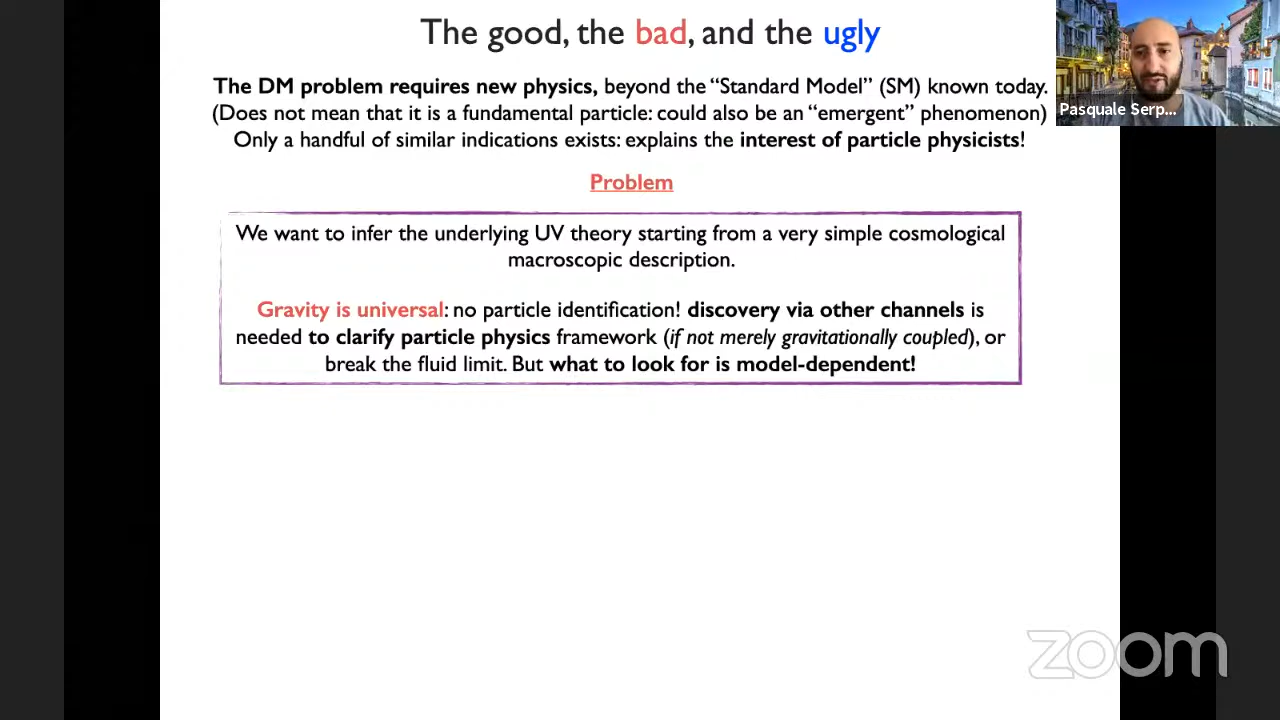 The good, the bad, and the ugly
The DM problem requires new physics, beyond the “Standard Model” (SM) known today.
(Does not mean that it is a fundamental particle: could also be an “emergent” phenomenon)
Only a handful of similar indications exists: explains the interest of particle physicists!
Problem
We want to infer the underlying UV theory starting from a very simple cosmological
macroscopic description.
Gravity is universal: no particle identification! discovery via other channels is
needed to clarify particle physics framework (if not merely gravitationally coupled), or
break the fluid limit. But what to look for is model-dependent!
Pasquale Serp...
zoom